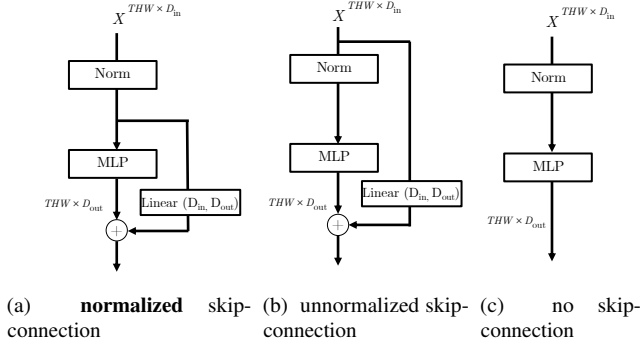 X^{THW × D_in}
Norm
MLP
Linear (D_in, D_out)
THW × D_out
+
(a) normalized skip-
connection
X^{THW × D_in}
Norm
MLP
Linear (D_in, D_out)
THW × D_out
+
(b) unnormalized skip-
connection
X^{THW × D_in}
Norm
MLP
THW × D_out
(c) no skip-
connection